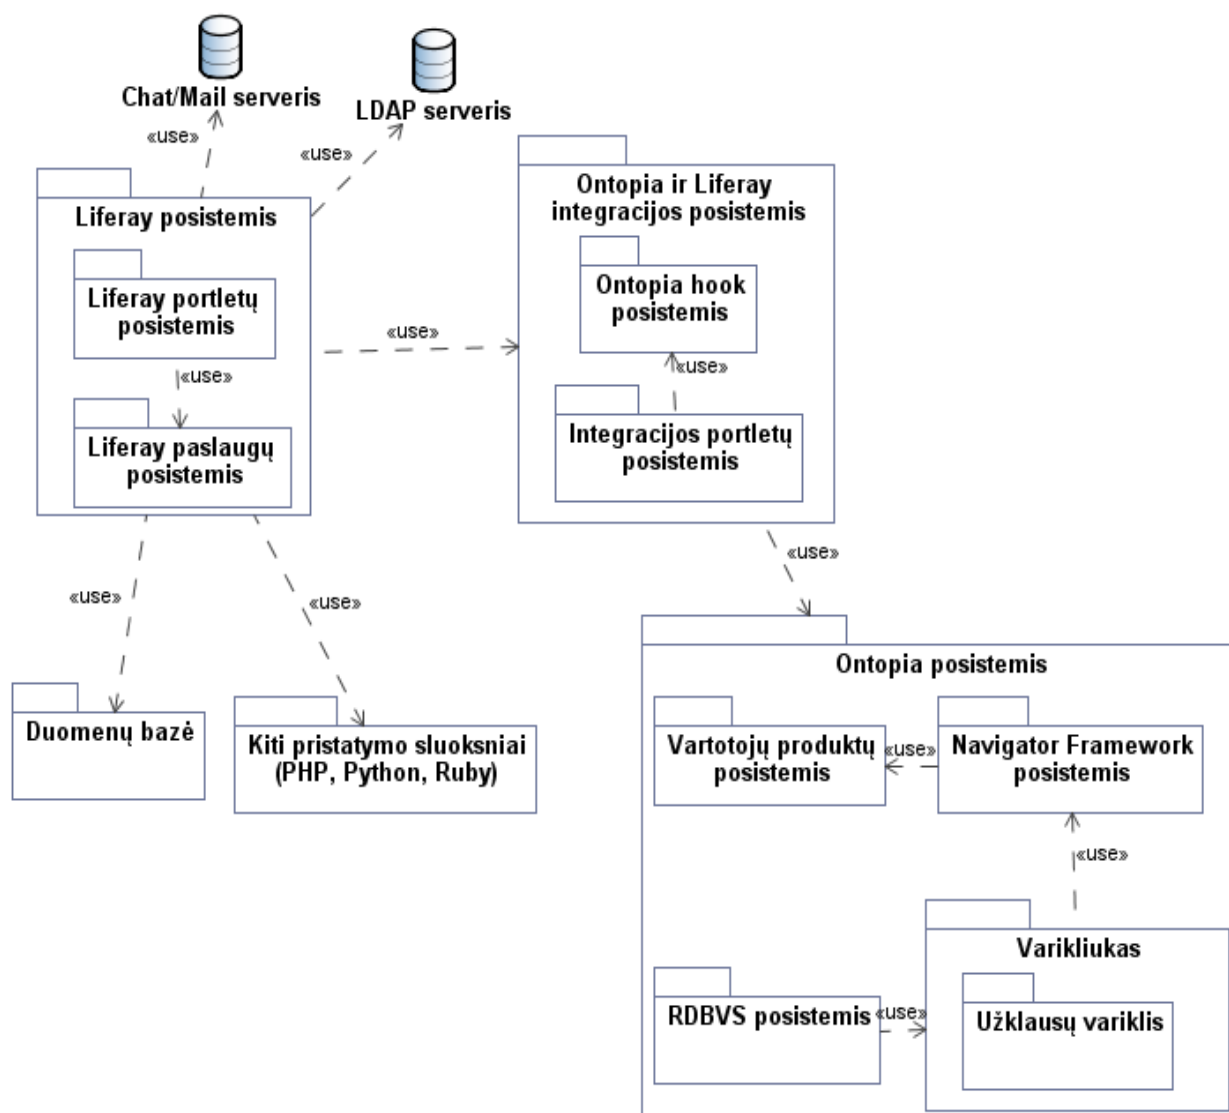 Chat/Mail serveris
LDAP serveris
«use»
«use»
Liferay posistemis
Liferay portletų
posistemis
«use»
Liferay paslaugų
posistemis
«use»
Ontopia ir Liferay
integracijos posistemis
Ontopia hook
posistemis
«use»
Integracijos portletų
posistemis
«use»
«use»
«use»
Duomenų bazė
Kiti pristatymo sluoksniai
(PHP, Python, Ruby)
Ontopia posistemis
Vartotojų produktų
posistemis
«use»
Navigator Framework
posistemis
«use»
Varikliukas
Užklausų variklis
RDBVS posistemis
«use»